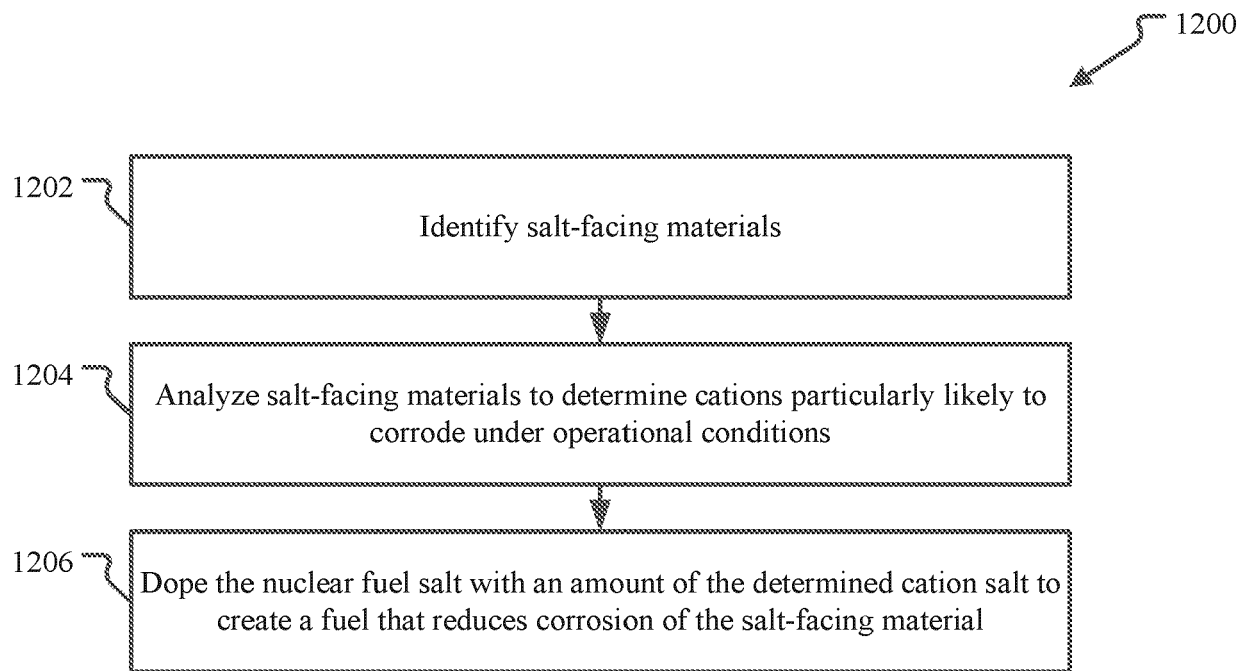 1200
1202
Identify salt-facing materials
1204
Analyze salt-facing materials to determine cations particularly likely to
corrode under operational conditions
1206
Dope the nuclear fuel salt with an amount of the determined cation salt to
create a fuel that reduces corrosion of the salt-facing material